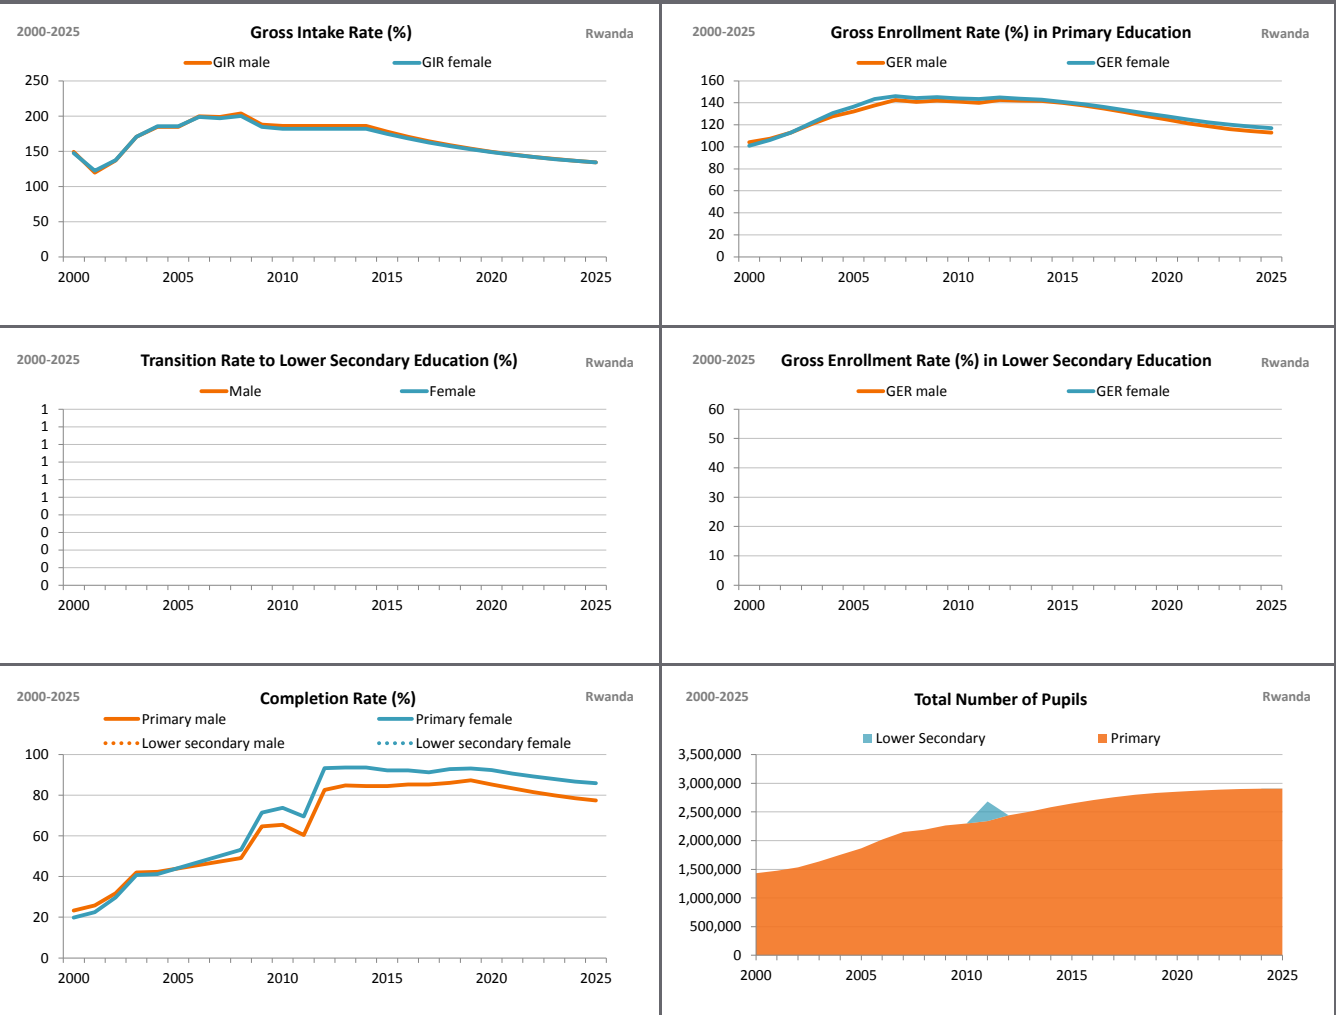 2000-2025 Gross Intake Rate (%) Rwanda
GIR male GIR female
250
200
150
100
50
0
2000 2005 2010 2015 2020 2025
2000-2025 Gross Enrollment Rate (%) in Primary Education Rwanda
GER male GER female
160
140
120
100
80
60
40
20
0
2000 2005 2010 2015 2020 2025
2000-2025 Transition Rate to Lower Secondary Education (%) Rwanda
Male Female
1
1
1
1
1
1
0
0
0
0
0
2000 2005 2010 2015 2020 2025
2000-2025 Gross Enrollment Rate (%) in Lower Secondary Education Rwanda
GER male GER female
60
50
40
30
20
10
0
2000 2005 2010 2015 2020 2025
2000-2025 Completion Rate (%) Rwanda
Primary male Primary female
Lower secondary male Lower secondary female
100
80
60
40
20
0
2000 2005 2010 2015 2020 2025
2000-2025 Total Number of Pupils Rwanda
Lower Secondary Primary
3,500,000
3,000,000
2,500,000
2,000,000
1,500,000
1,000,000
500,000
0
2000 2005 2010 2015 2020 2025